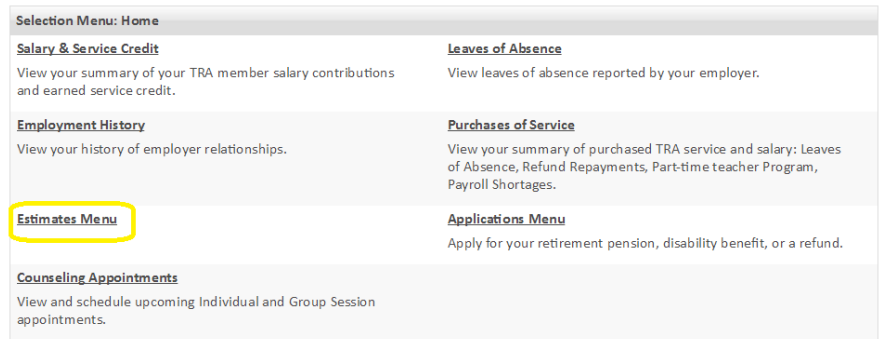 Selection Menu: Home
Salary & Service Credit
View your summary of your TRA member salary contributions
and earned service credit.
Leaves of Absence
View leaves of absence reported by your employer.
Employment History
View your history of employer relationships.
Purchases of Service
View your summary of purchased TRA service and salary: Leaves
of Absence, Refund Repayments, Part-time teacher Program,
Payroll Shortages.
Estimates Menu
Applications Menu
Apply for your retirement pension, disability benefit, or a refund.
Counseling Appointments
View and schedule upcoming Individual and Group Session
appointments.